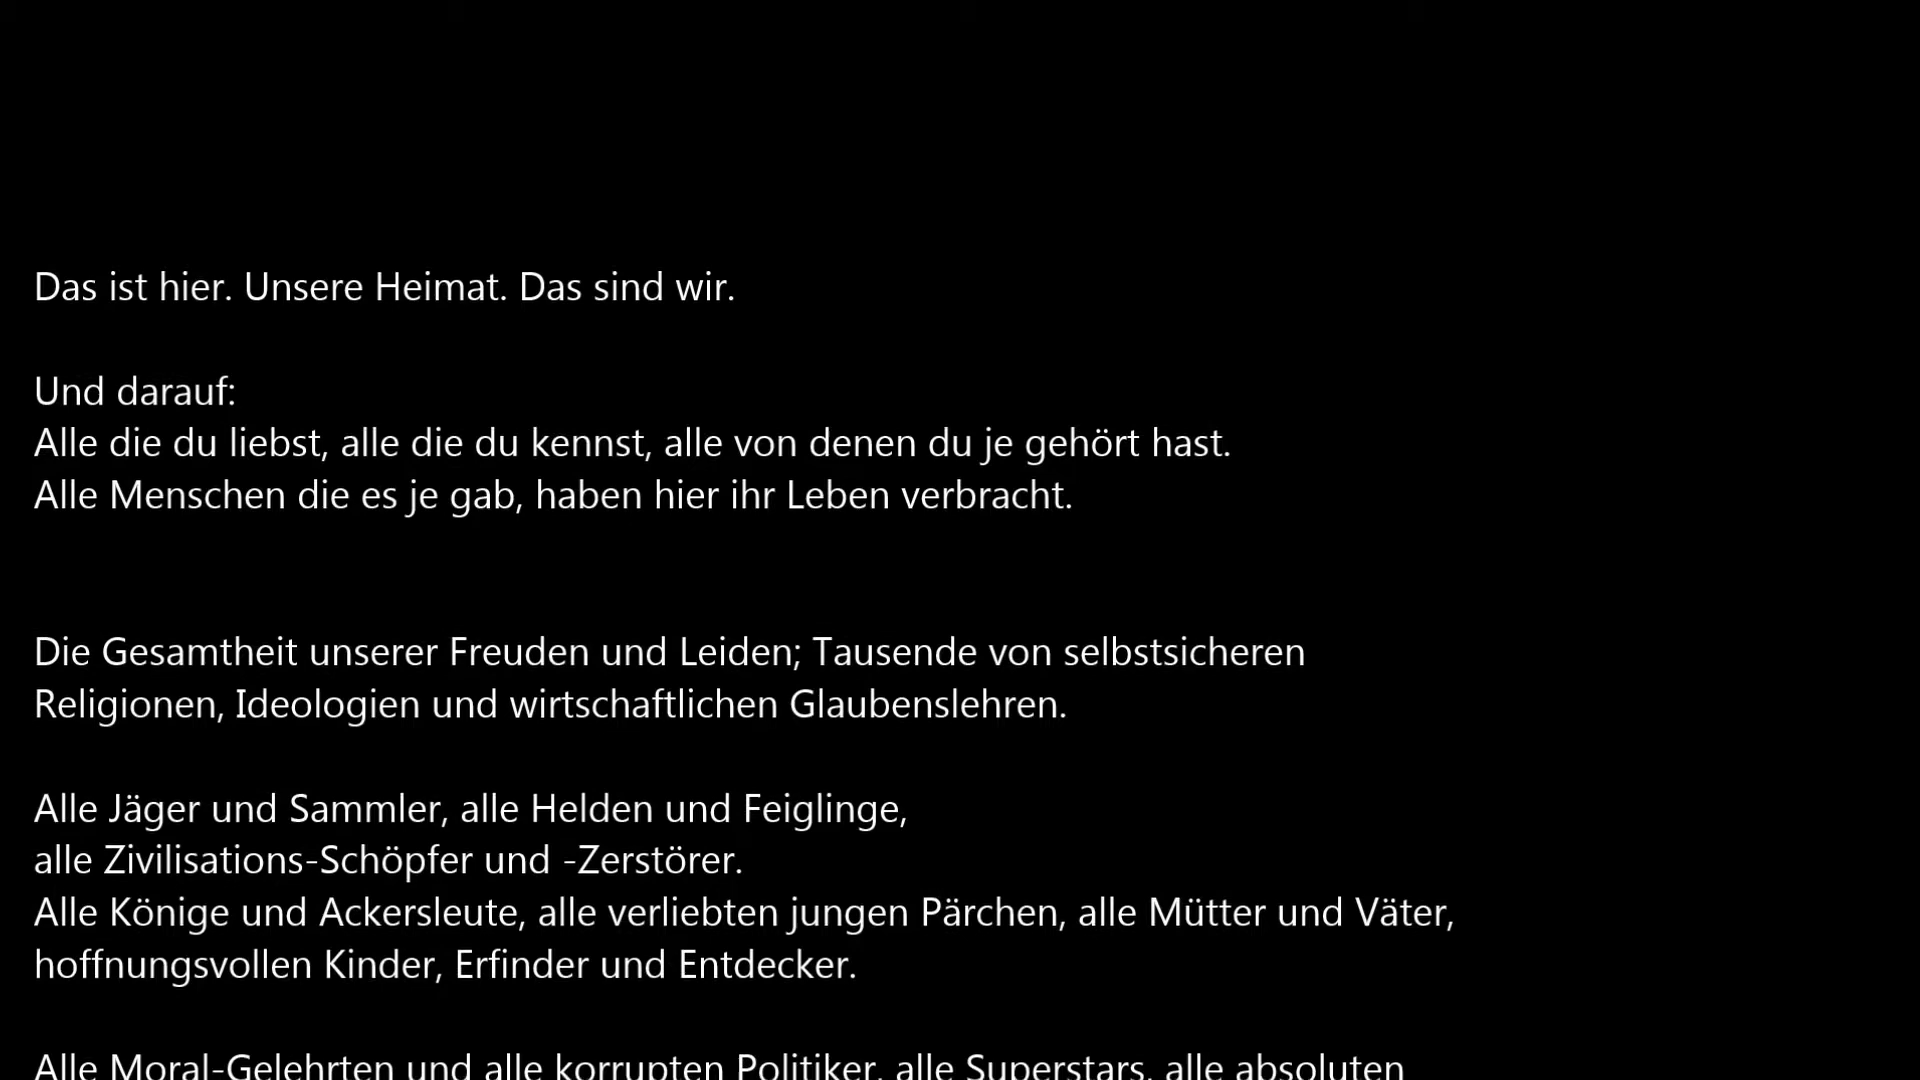 Das ist hier. Unsere Heimat. Das sind wir.
Und darauf:
Alle die du liebst, alle die du kennst, alle von denen du je gehört hast.
Alle Menschen die es je gab, haben hier ihr Leben verbracht.
Die Gesamtheit unserer Freuden und Leiden; Tausende von selbstsicheren
Religionen, Ideologien und wirtschaftlichen Glaubenslehren.
Alle Jäger und Sammler, alle Helden und Feiglinge,
alle Zivilisations-Schöpfer und -Zerstörer.
Alle Könige und Ackersleute, alle verliebten jungen Pärchen, alle Mütter und Väter,
hoffnungsvollen Kinder, Erfinder und Entdecker.
Alle Moral-Gelehrten und alle korrupten Politiker, alle Superstars, alle absoluten